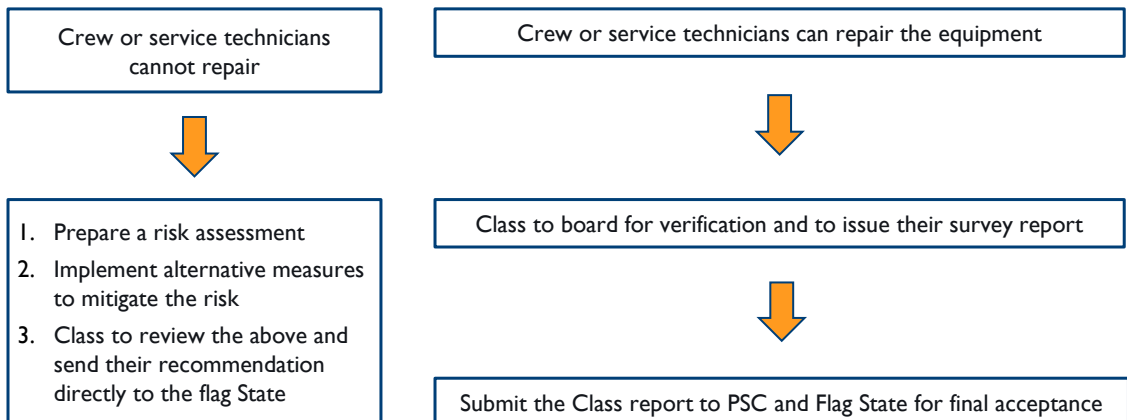 Crew or service technicians
cannot repair
1. Prepare a risk assessment
2. Implement alternative measures
to mitigate the risk
3. Class to review the above and
send their recommendation
directly to the flag State
Crew or service technicians can repair the equipment
Class to board for verification and to issue their survey report
Submit the Class report to PSC and Flag State for final acceptance